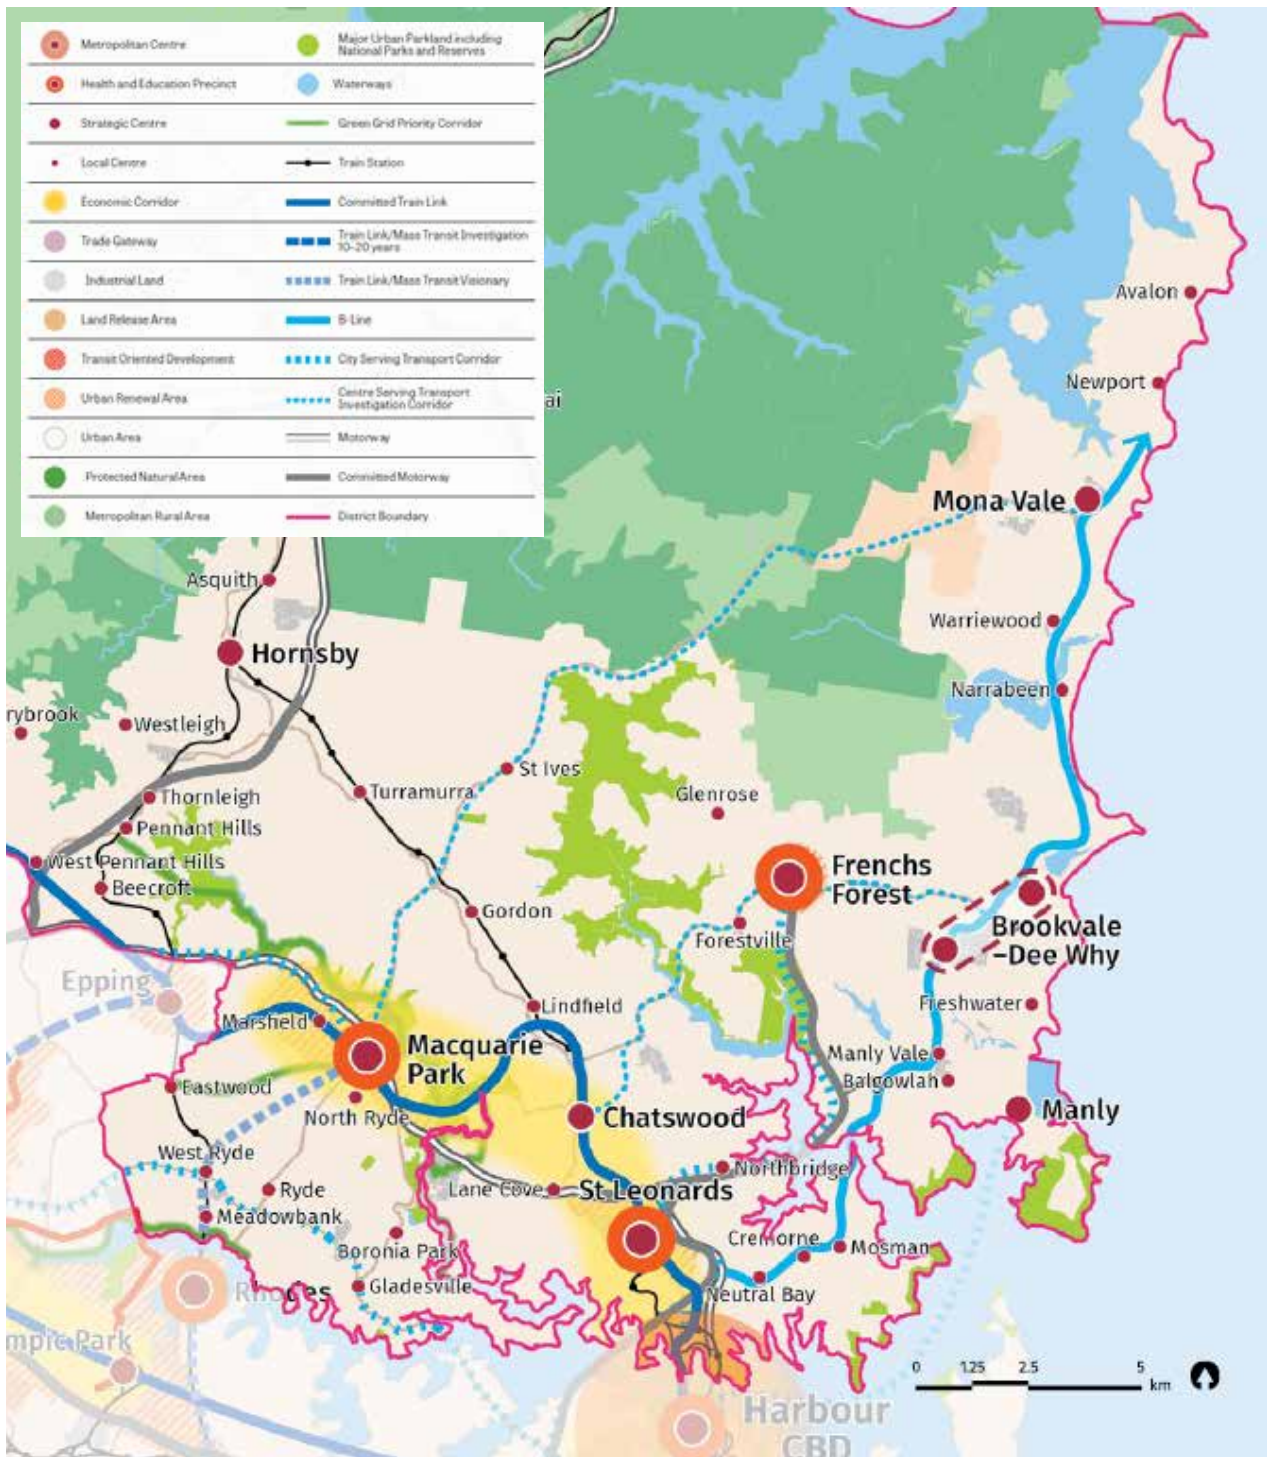 Metropolitan Centre
Health and Education Precinct
Strategic Centre
Local Centre
Economic Corridor
Trade Gateway
Industrial Land
Land Release Area
Transit Oriented Development
Urban Renewal Area
Urban Area
Protected Natural Area
Metropolitan Rural Area
Major Urban Parkland including
National Parks and Reserves
Waterways
Green Grid Priority Corridor
Train Station
Committed Train Link
Train Link/Mass Transit Investigation
10-20 years
Train Link/Mass Transit Visionary
B-Line
City Serving Transport Corridor
Centre Serving Transport
Investigation Corridor
Motorway
Committed Motorway
District Boundary
Avalon
Newport
ai
Mona Vale
Asquith
Warriewood
Hornsby
Narrabeen
rybrook
Westleigh
St Ives
Turramurra
Glenrose
Thornleigh
Pennant Hills
West Pennant Hills
Beecroft
Frenchs
Forest
Gordon
Forestville
Brookvale
–Dee Why
Epping
Freshwater
Lindfield
Marsfield
Macquarie
Park
Manly Vale
Balgowlah
Eastwood
North Ryde
Chatswood
Manly
West Ryde
Northbridge
Ryde
Lane Cove
St Leonards
Meadowbank
Boronia Park
Cremorne
Mosman
Gladesville
Rhodes
Neutral Bay
mpic Park
0 1.25 2.5 5
km
Harbour
CBD